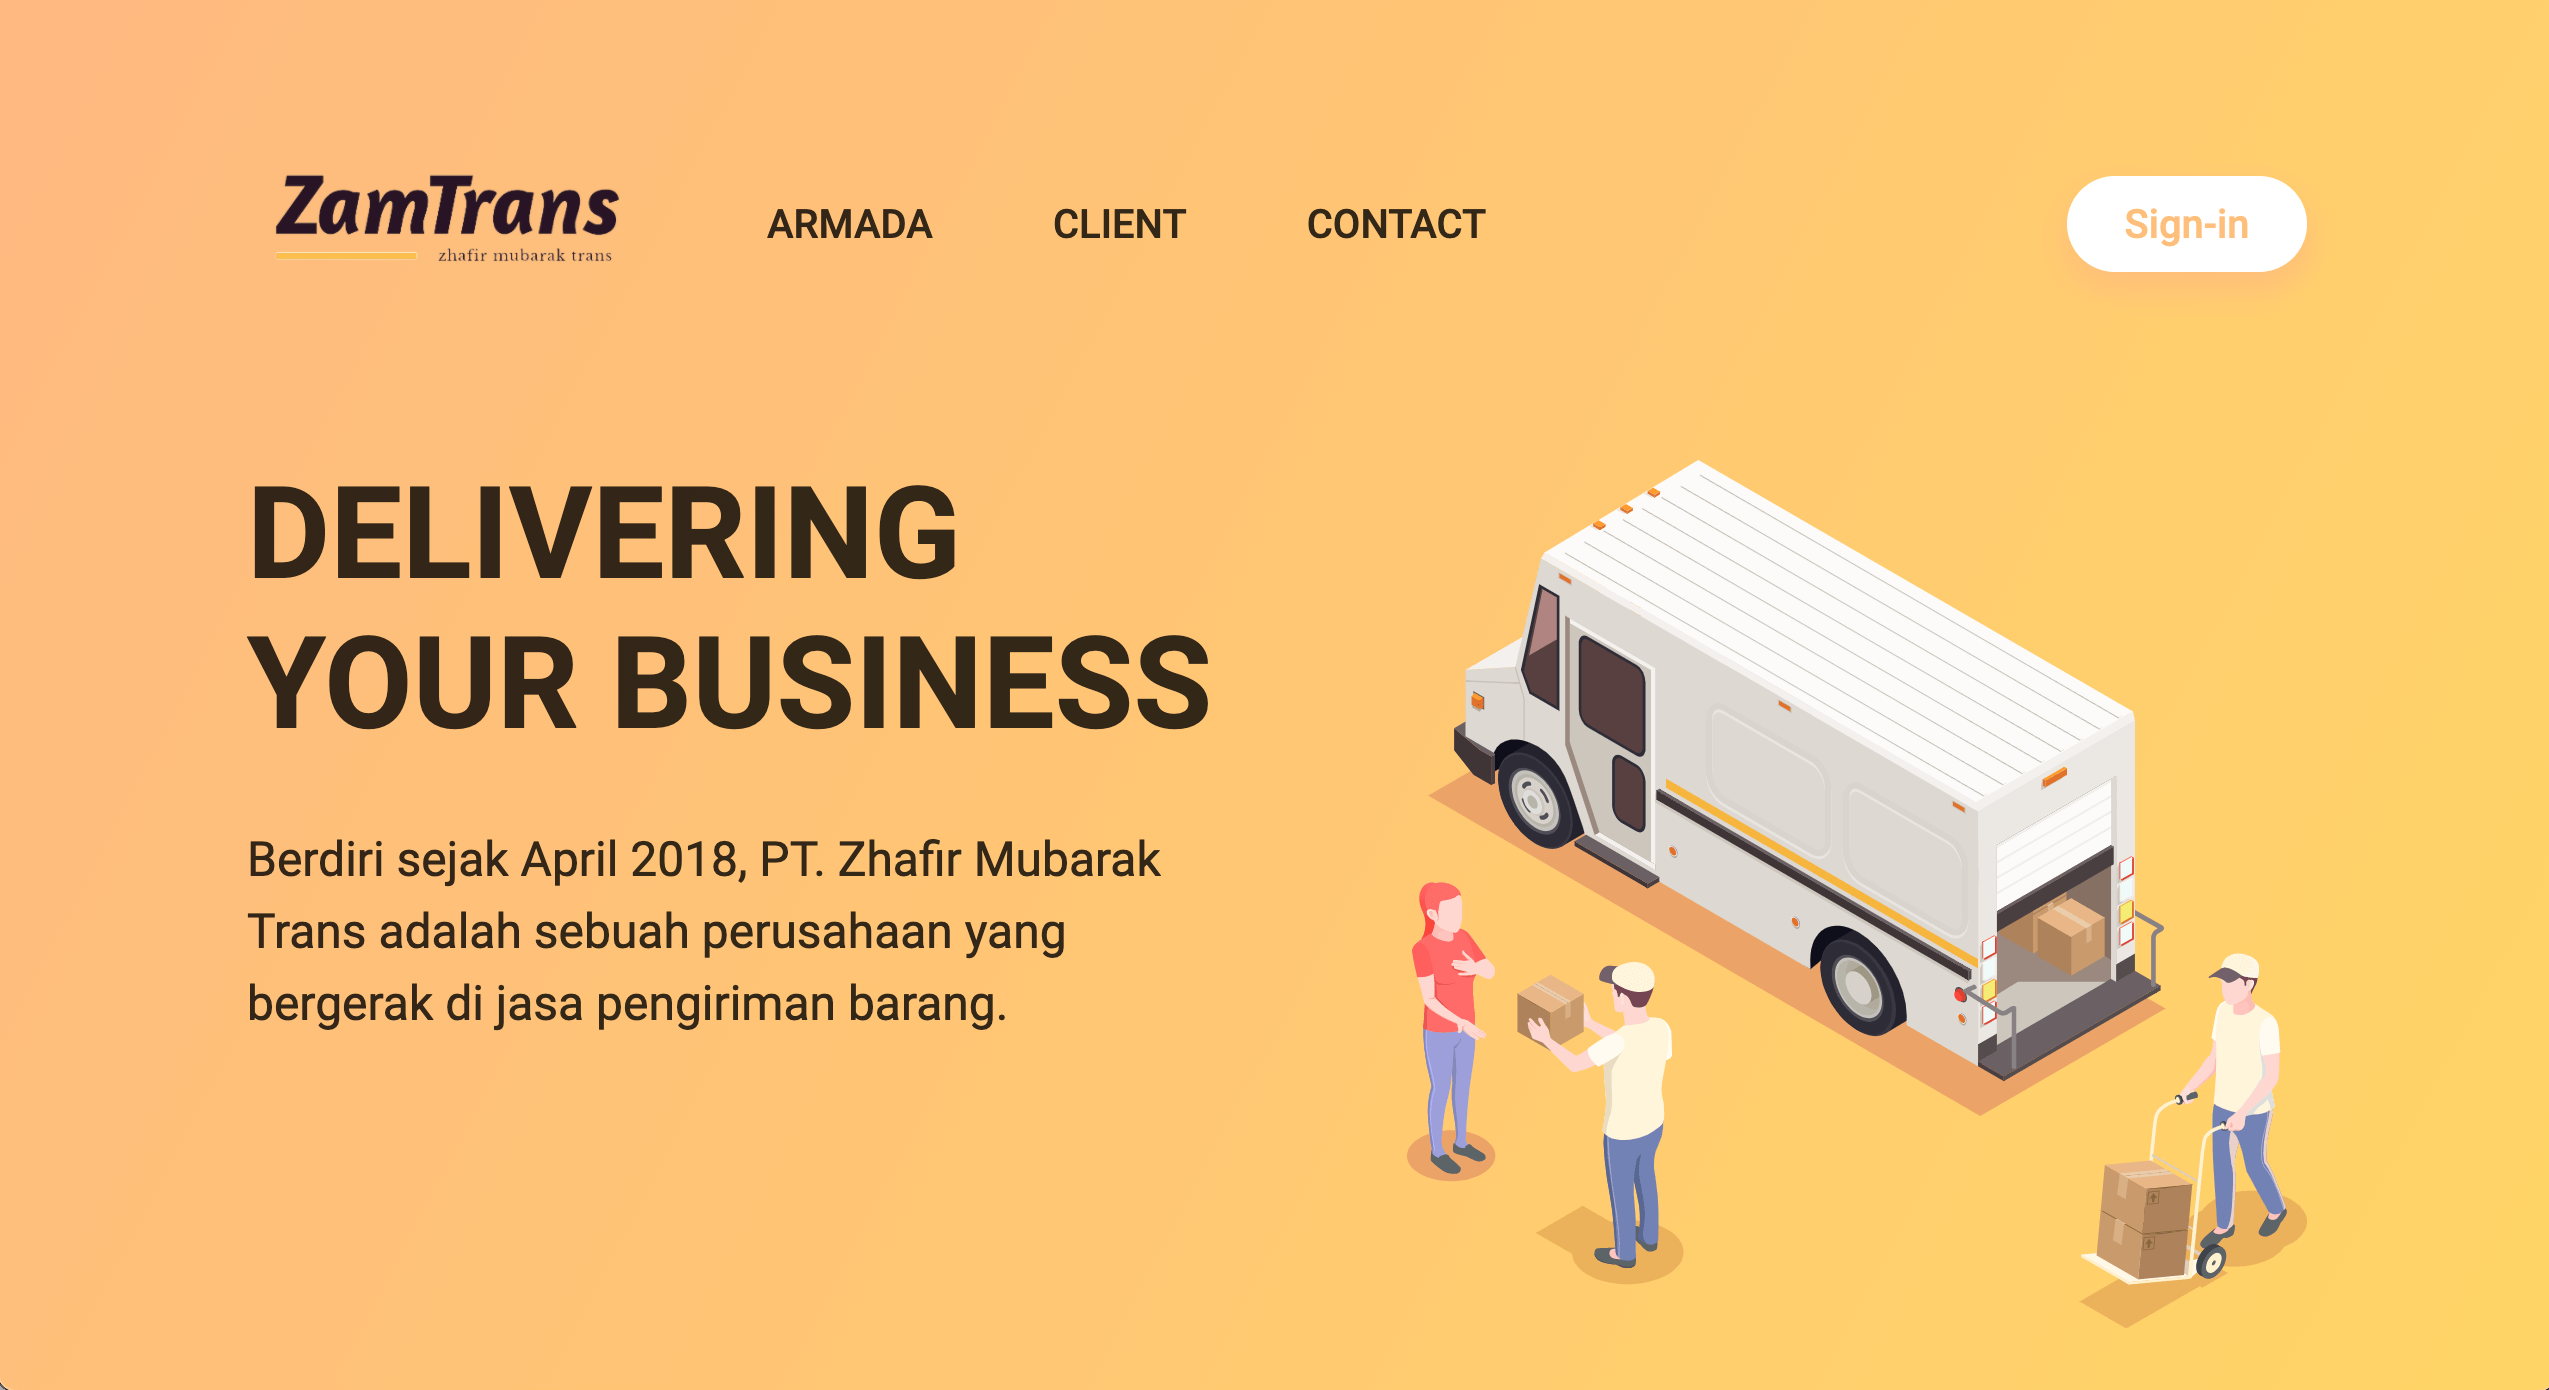 ZamTrans
zhafir mubarak trans
ARMADA
CLIENT
CONTACT
Sign-in
DELIVERING
YOUR BUSINESS
Berdiri sejak April 2018, PT. Zhafir Mubarak
Trans adalah sebuah perusahaan yang
bergerak di jasa pengiriman barang.